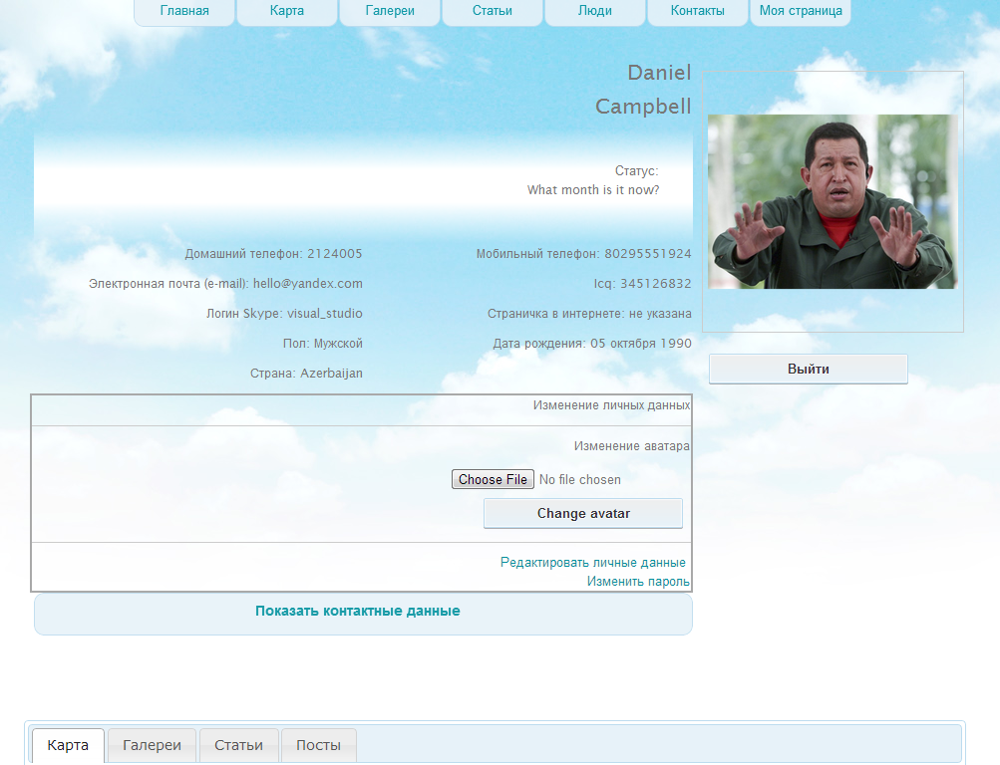 Главная Карта Галереи Статьи Люди Контакты Моя страница
Daniel
Campbell
Статус:
What month is it now?
Домашний телефон: 2124005 Мобильный телефон: 80295551924
Электронная почта (e-mail): hello@yandex.com Icq: 345126832
Логин Skype: visual_studio Страничка в интернете: не указана
Пол: Мужской Дата рождения: 05 октября 1990
Страна: Azerbaijan
Выйти
Изменение личных данных
Изменение аватара
Choose File No file chosen
Change avatar
Редактировать личные данные
Изменить пароль
Показать контактные данные
Карта Галереи Статьи Посты